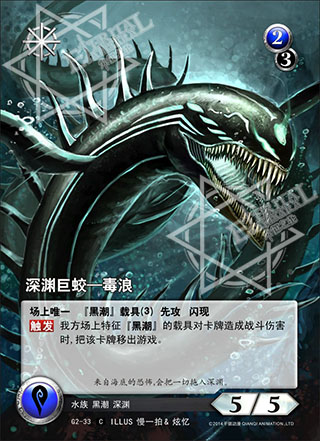 2
3
深渊巨蛟—毒浪
场上唯一 『黑潮』载具(3) 先攻 闪现
触发 我方场上特征『黑潮』的载具对卡牌造成战斗伤害
时,把该卡牌移出游戏。
来自海底的恐怖,会把一切拖入深渊。
水族 黑潮 深渊
5 / 5
G2-33 C ILLUS 慢一拍 & 炫忆